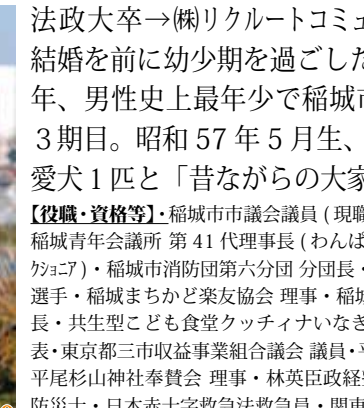 法政大卒→㈱リクルートコミュ
結婚を前に幼少期を過ごした
年、男性史上最年少で稲城市
３期目。昭和 57 年 5 月生、
愛犬 1 匹と「昔ながらの大家
【役職・資格等】・稲城市市議会議員 ( 現職
稲城青年会議所 第 41 代理事長 ( わんぱ
ｸｼｮﾆｱ )・稲城市消防団第六分団 分団長・
選手・稲城まちかど楽友協会 理事・稲城
長・共生型こども食堂クッチィナいなぎ
表・東京都三市収益事業組合議会 議員・平
平尾杉山神社奉賛会 理事・林英臣政経
防災士・日本赤十字救急法救急員・関東